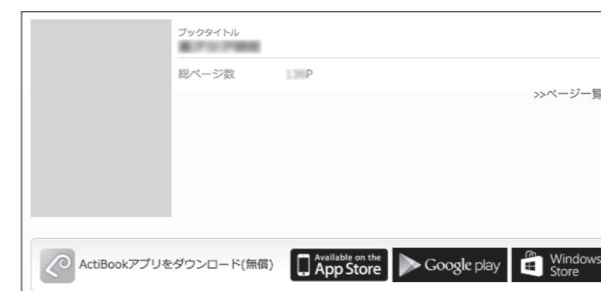 ブックタイトル
総ページ数 P
>>ページ一覧
ActiBookアプリをダウンロード(無償)
Available on the
App Store
Google play
Windows
Store